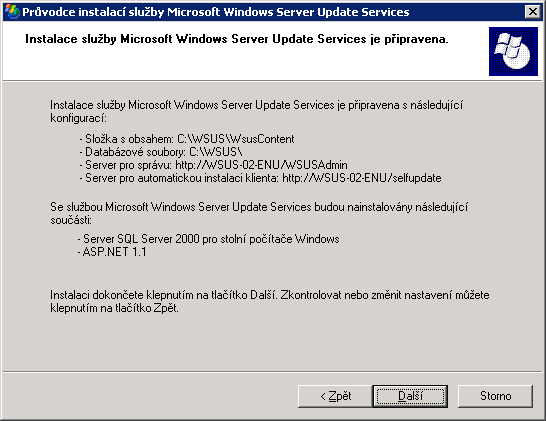 Průvodce instalací služby Microsoft Windows Server Update Services
Instalace služby Microsoft Windows Server Update Services je připravena.
Instalace služby Microsoft Windows Server Update Services je připravena s následující
konfigurací:
- Složka s obsahem: C:\WSUS\WsusContent
- Databázové soubory: C:\WSUS\
- Server pro správu: http://WSUS-02-ENU/WSUSAdmin
- Server pro automatickou instalaci klienta: http://WSUS-02-ENU/selfupdate
Se službou Microsoft Windows Server Update Services budou nainstalovány následující
součásti:
- Server SQL Server 2000 pro stolní počítače Windows
- ASP.NET 1.1
Instalaci dokončete klepnutím na tlačítko Další. Zkontrolovat nebo změnit nastavení můžete
klepnutím na tlačítko Zpět.
< Zpět
Další
Storno